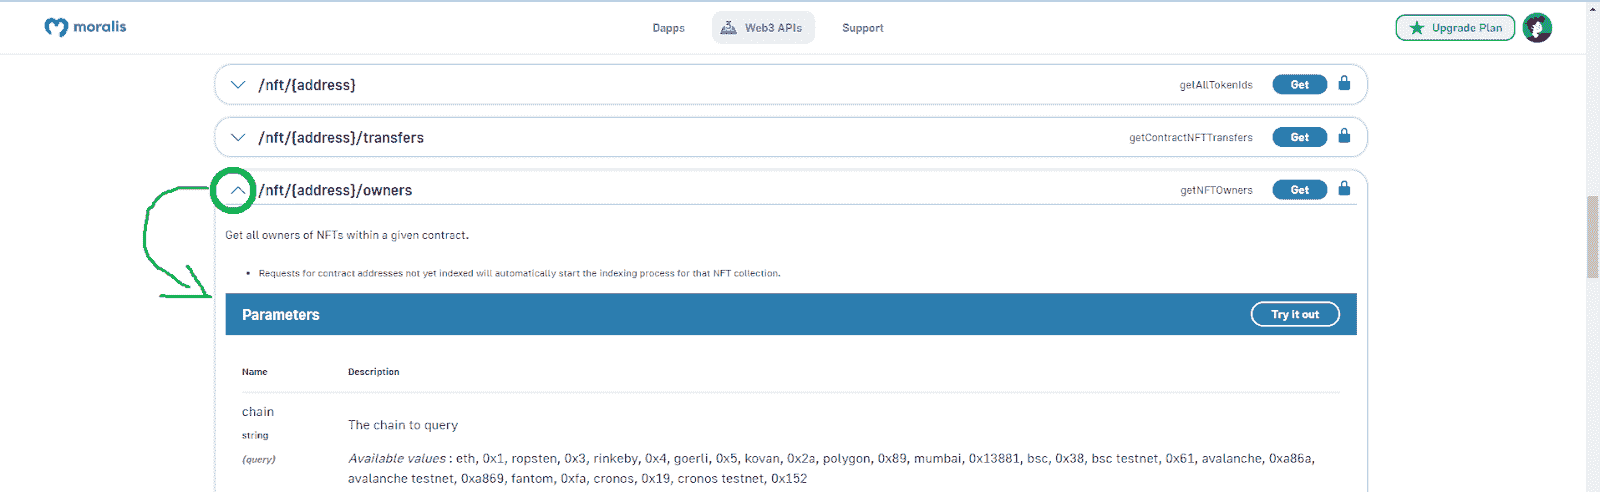 moralis
Dapps
Web3 APIs
Support
Upgrade Plan
/nft/{address}
getAllTokenIds
Get
/nft/{address}/transfers
getContractNFTTransfers
Get
/nft/{address}/owners
getNFTOwners
Get
Get all owners of NFTs within a given contract.
• Requests for contract addresses not yet indexed will automatically start the indexing process for that NFT collection.
Parameters
Try it out
Name
Description
chain
string
(query)
The chain to query
Available values : eth, 0x1, ropsten, 0x3, rinkeby, 0x4, goerli, 0x5, kovan, 0x2a, polygon, 0x89, mumbai, 0x13881, bsc, 0x38, bsc testnet, 0x61, avalanche, 0xa86a,
avalanche testnet, 0xa869, fantom, 0xfa, cronos, 0x19, cronos testnet, 0x152